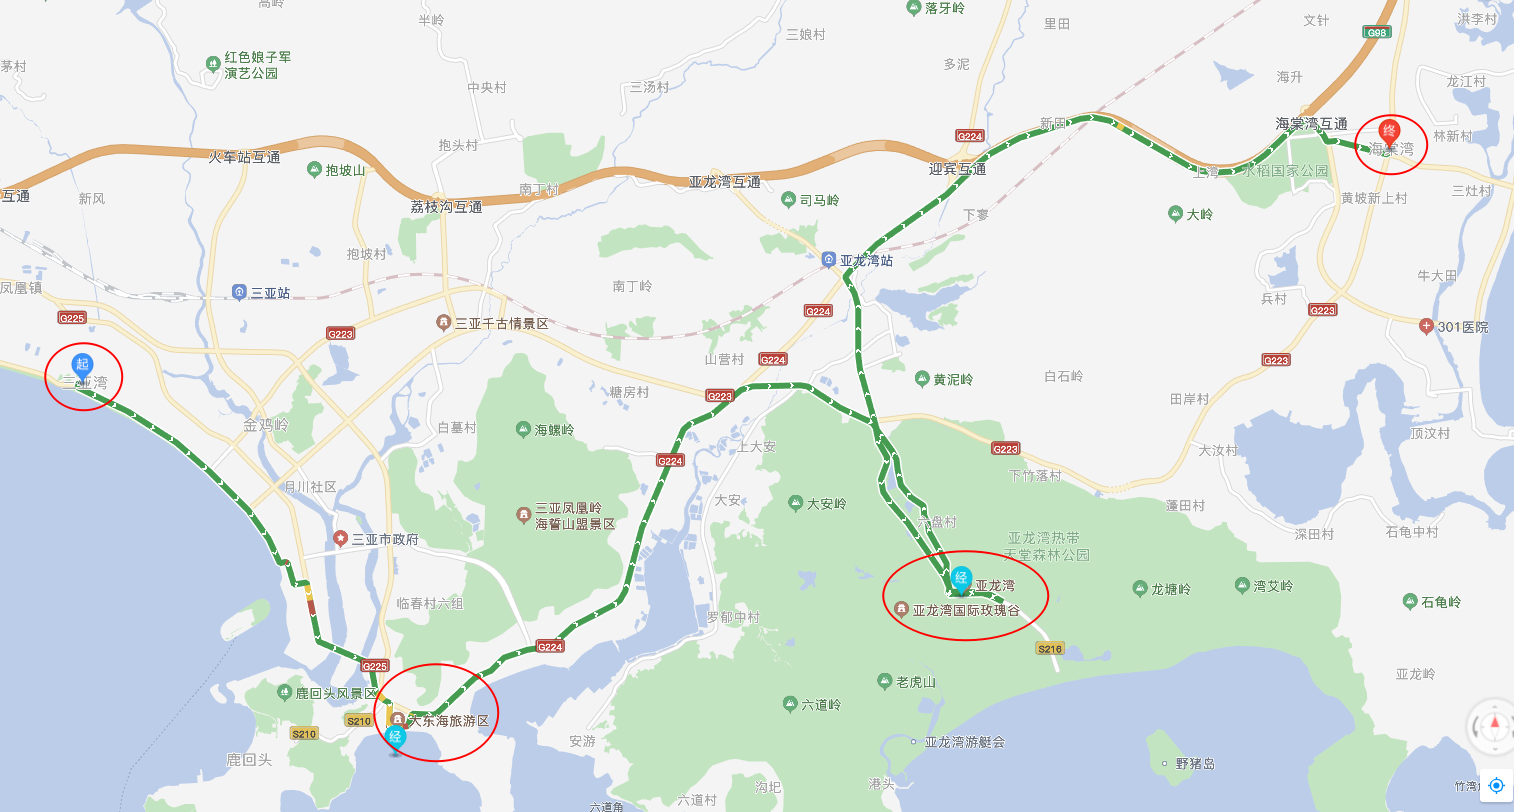 高岭
半岭
落牙岭
里田
文针
洪李村
G98
三娘村
红色娘子军
演艺公园
茅村
多泥
海升
龙江村
中央村
三汤村
海棠湾互通
终
林新村
海棠湾
新田
G224
抱头村
火车站互通
抱坡山
亚龙湾互通
迎宾互通
上湾
水稻国家公园
互通
新风
荔枝沟互通
南丁村
司马岭
下寥
大岭
黄坡新上村
三灶村
抱坡村
亚龙湾站
凤凰镇
三亚站
南丁岭
牛大田
兵村
G225
G223
三亚千古情景区
G224
G223
301医院
起
三亚湾
山营村
G224
G223
黄泥岭
白石岭
G223
糖房村
田岸村
金鸡岭
白墓村
海螺岭
上大安
G223
大汝村
顶坟村
G224
下竹落村
月川社区
三亚凤凰岭
海誓山盟景区
大安
大安岭
六盘村
蓬田村
三亚市政府
亚龙湾热带
天堂森林公园
深田村
石龟中村
经
亚龙湾
亚龙湾国际玫瑰谷
龙塘岭
湾艾岭
石龟岭
临春村六组
罗郁中村
G224
S216
G225
鹿回头风景区
老虎山
亚龙岭
S210
大东海旅游区
六道岭
S210
经
安游
亚龙湾游艇会
鹿回头
野猪岛
沟圯
港头
竹湾
六道角
六道村